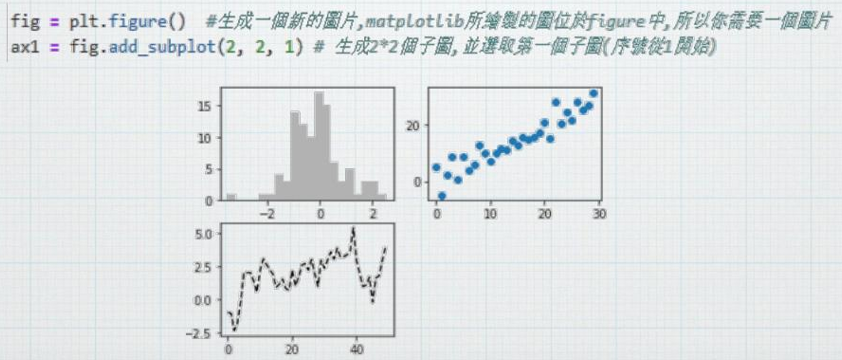 fig = plt.figure() #生成一個新的圖片,matplotlib所繪製的圖位於figure中,所以你需要一個圖片
ax1 = fig.add_subplot(2, 2, 1) # 生成2*2個子圖,並選取第一個子圖(序號從1開始)
15
10
5
0
−2 0 2
20
0
0 10 20 30
5.0
2.5
0.0
−2.5
0 20 40